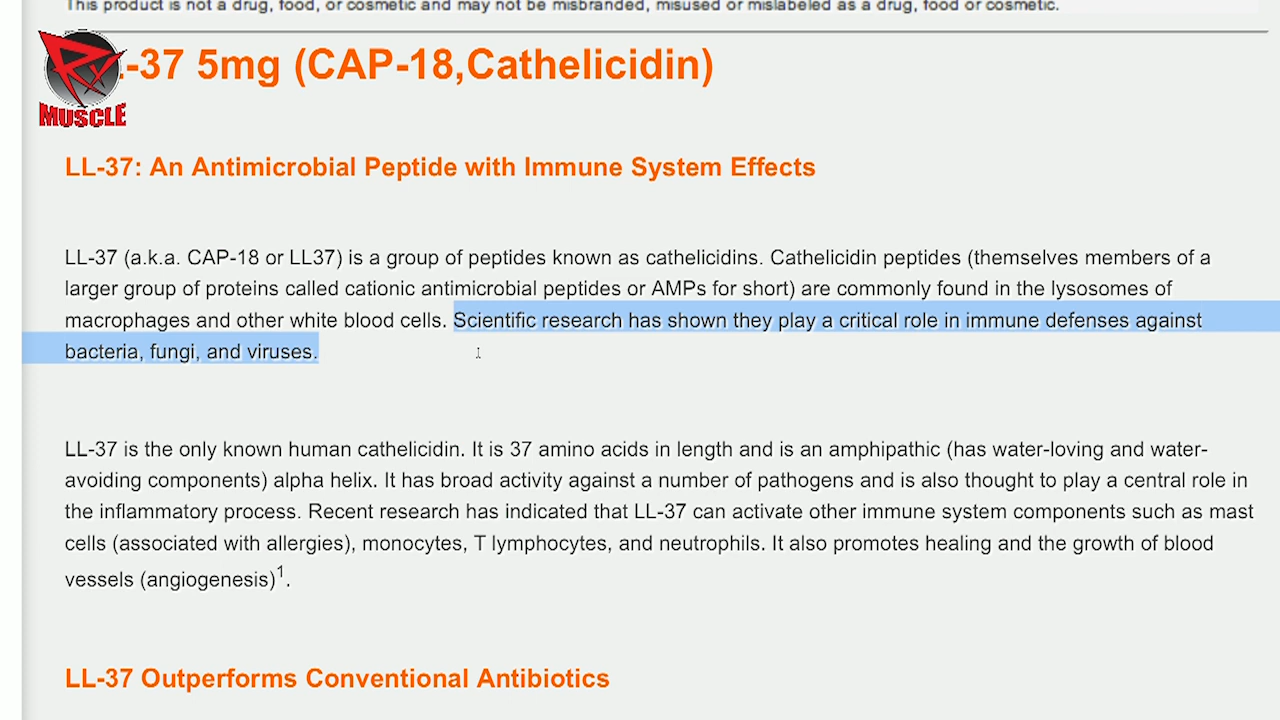 This product is not a drug, food, or cosmetic and may not be misbranded, misused or mislabeled as a drug, food or cosmetic.
-37 5mg (CAP-18,Cathelicidin)
RX
MUSCLE
LL-37: An Antimicrobial Peptide with Immune System Effects
LL-37 (a.k.a. CAP-18 or LL37) is a group of peptides known as cathelicidins. Cathelicidin peptides (themselves members of a
larger group of proteins called cationic antimicrobial peptides or AMPs for short) are commonly found in the lysosomes of
macrophages and other white blood cells. Scientific research has shown they play a critical role in immune defenses against
bacteria, fungi, and viruses.
LL-37 is the only known human cathelicidin. It is 37 amino acids in length and is an amphipathic (has water-loving and water-
avoiding components) alpha helix. It has broad activity against a number of pathogens and is also thought to play a central role in
the inflammatory process. Recent research has indicated that LL-37 can activate other immune system components such as mast
cells (associated with allergies), monocytes, T lymphocytes, and neutrophils. It also promotes healing and the growth of blood
vessels (angiogenesis)1.
LL-37 Outperforms Conventional Antibiotics